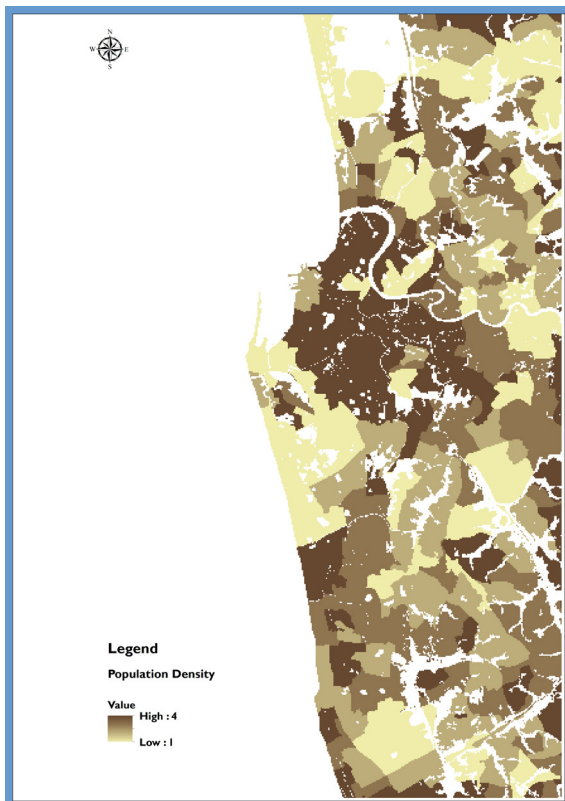 N
W E
S
Legend
Population Density
Value
High : 4
Low : 1